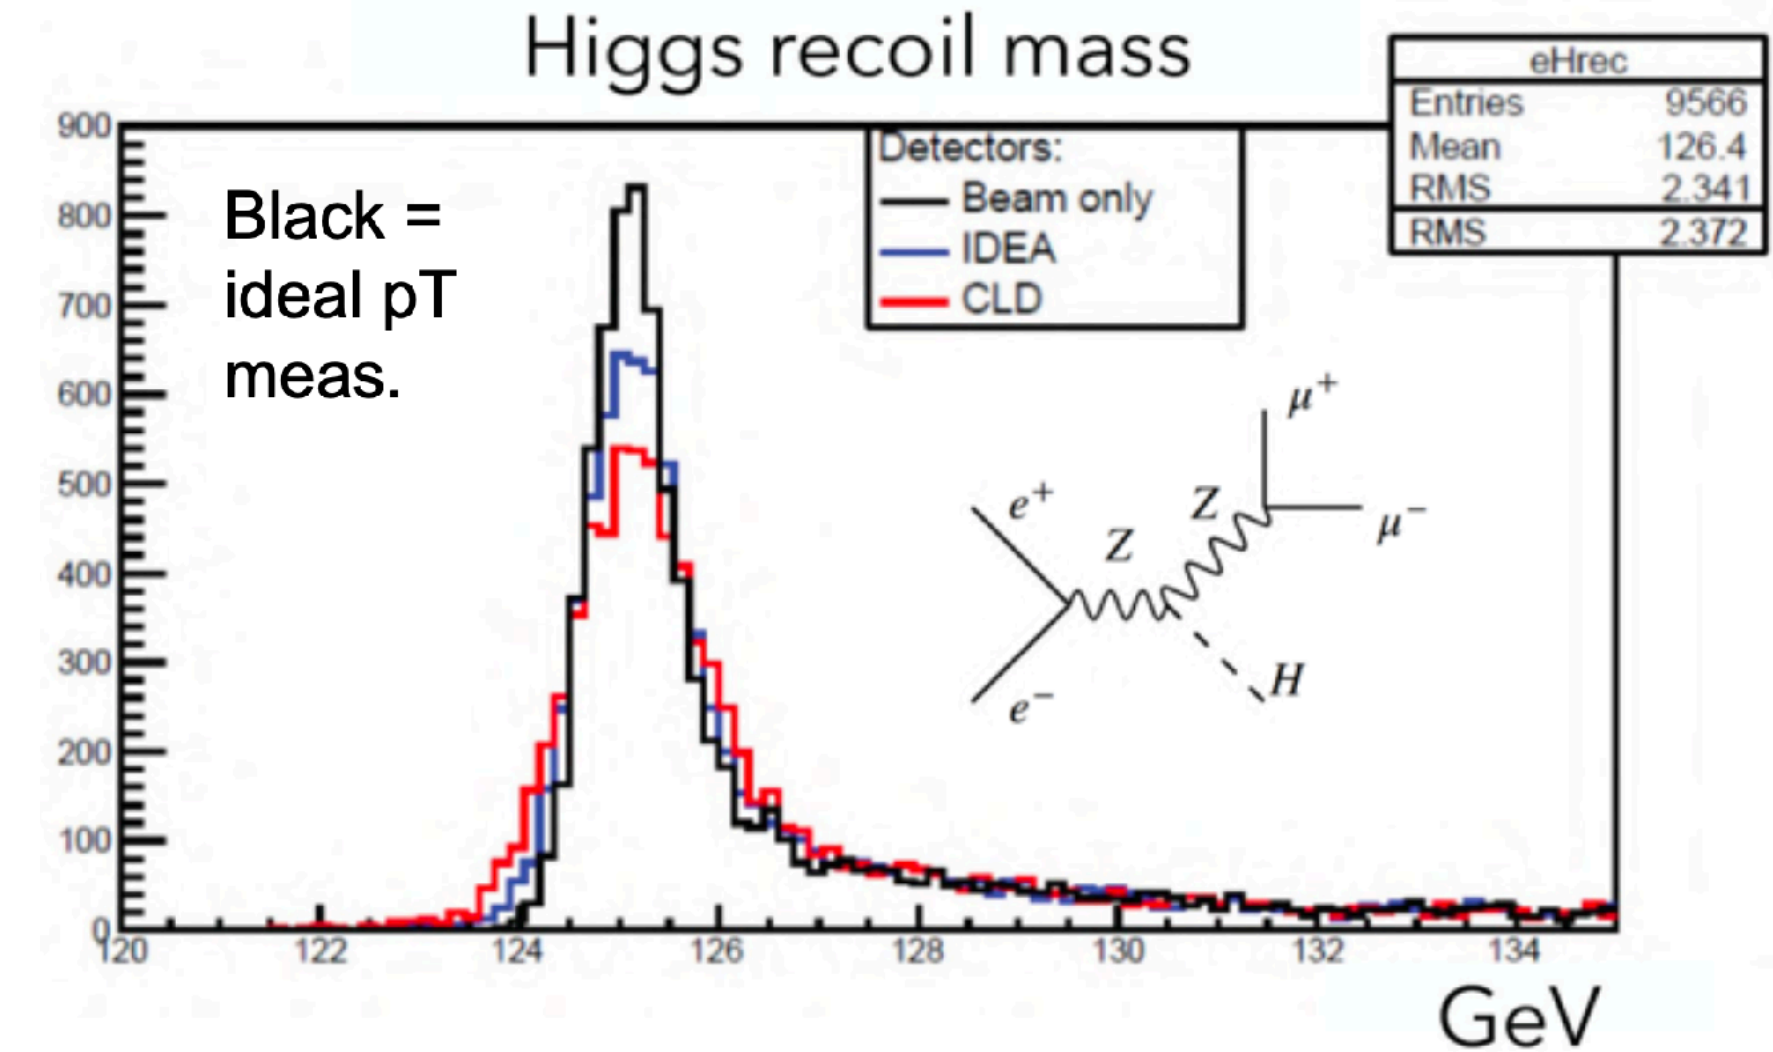 Higgs recoil mass
eHrec
Entries 9566
Mean 126.4
RMS 2.341
RMS 2.372
900
800
700
600
500
400
300
200
100
0
Black =
ideal pT
meas.
Detectors:
Beam only
IDEA
CLD
μ+
e+
Z
Z
μ−
e−
H
120 122 124 126 128 130 132 134
GeV